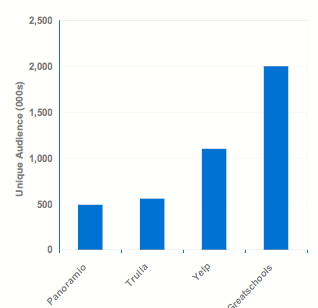 2,500
2,000
1,500
1,000
500
0
Unique Audience (000s)
Panoramio
Trulia
Yelp
Greatschools